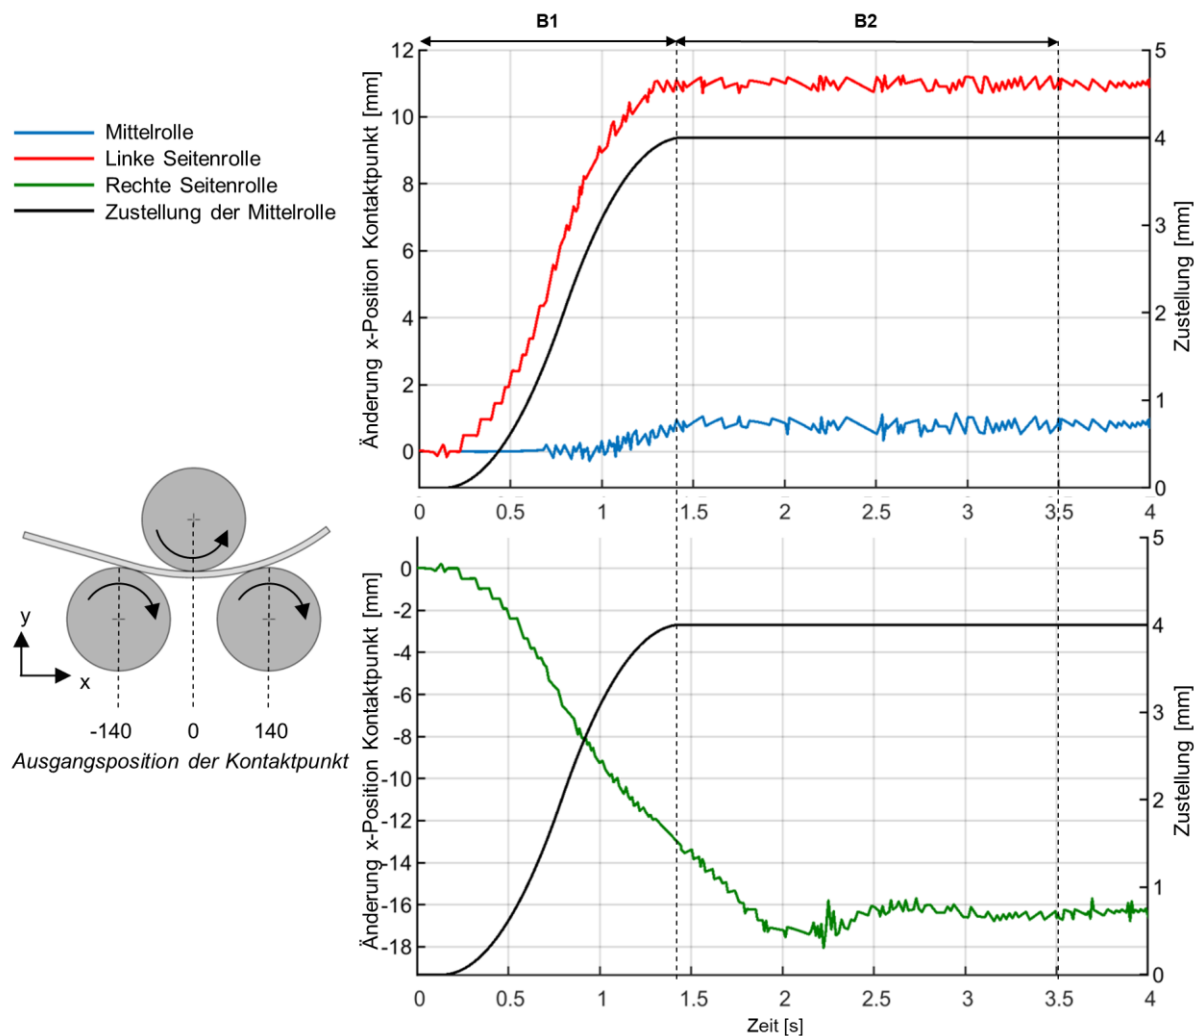 B1 B2
Mittelrolle
Linke Seitenrolle
Rechte Seitenrolle
Zustellung der Mittelrolle
Änderung x-Position Kontaktpunkt [mm]
12
10
8
6
4
2
0
5
4
3
2
1
0
Zustellung [mm]
0 0.5 1 1.5 2 2.5 3 3.5 4
y
x
-140 0 140
Ausgangsposition der Kontaktpunkt
Änderung x-Position Kontaktpunkt [mm]
0
-2
-4
-6
-8
-10
-12
-14
-16
-18
5
4
3
2
1
0
Zustellung [mm]
0 0.5 1 1.5 2 2.5 3 3.5 4
Zeit [s]